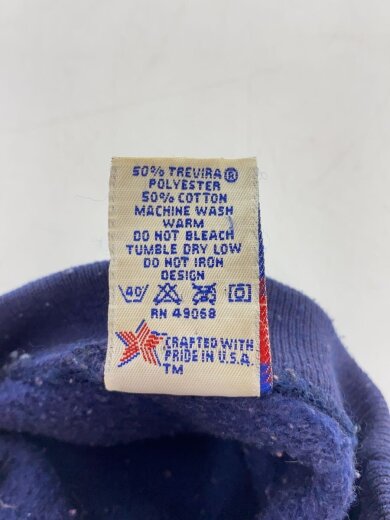 50% TREVIRA®
POLYESTER
50% COTTON
MACHINE WASH
WARM
DO NOT BLEACH
TUMBLE DRY LOW
DO NOT IRON
DESIGN
40
RN 49068
CRAFTED WITH
PRIDE IN U.S.A.
TM